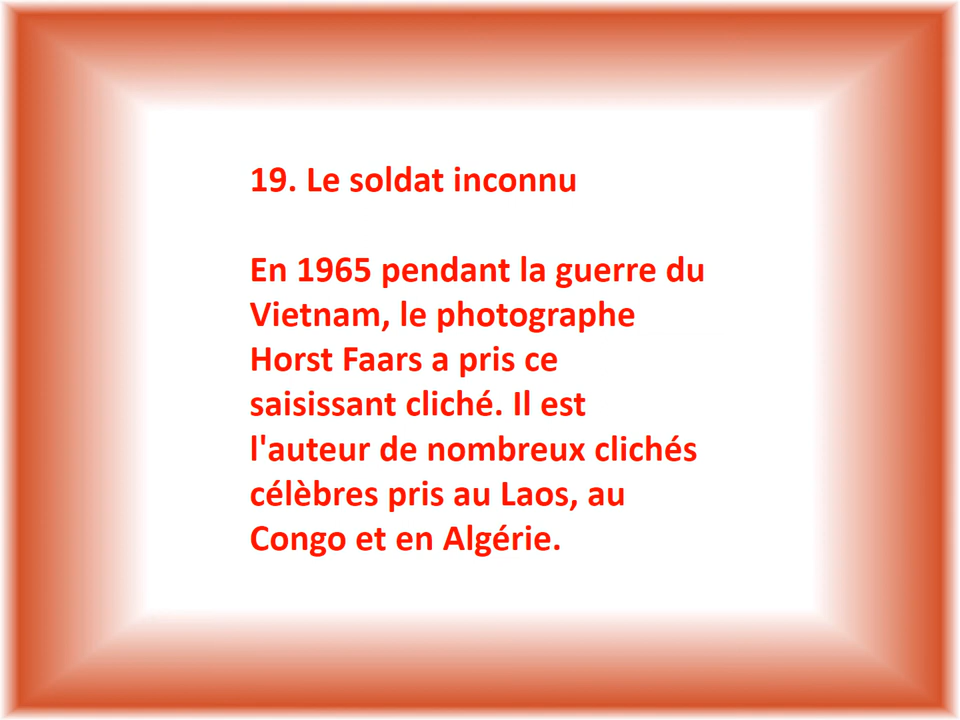 19. Le soldat inconnu
En 1965 pendant la guerre du
Vietnam, le photographe
Horst Faars a pris ce
saisissant cliché. Il est
l'auteur de nombreux clichés
célèbres pris au Laos, au
Congo et en Algérie.